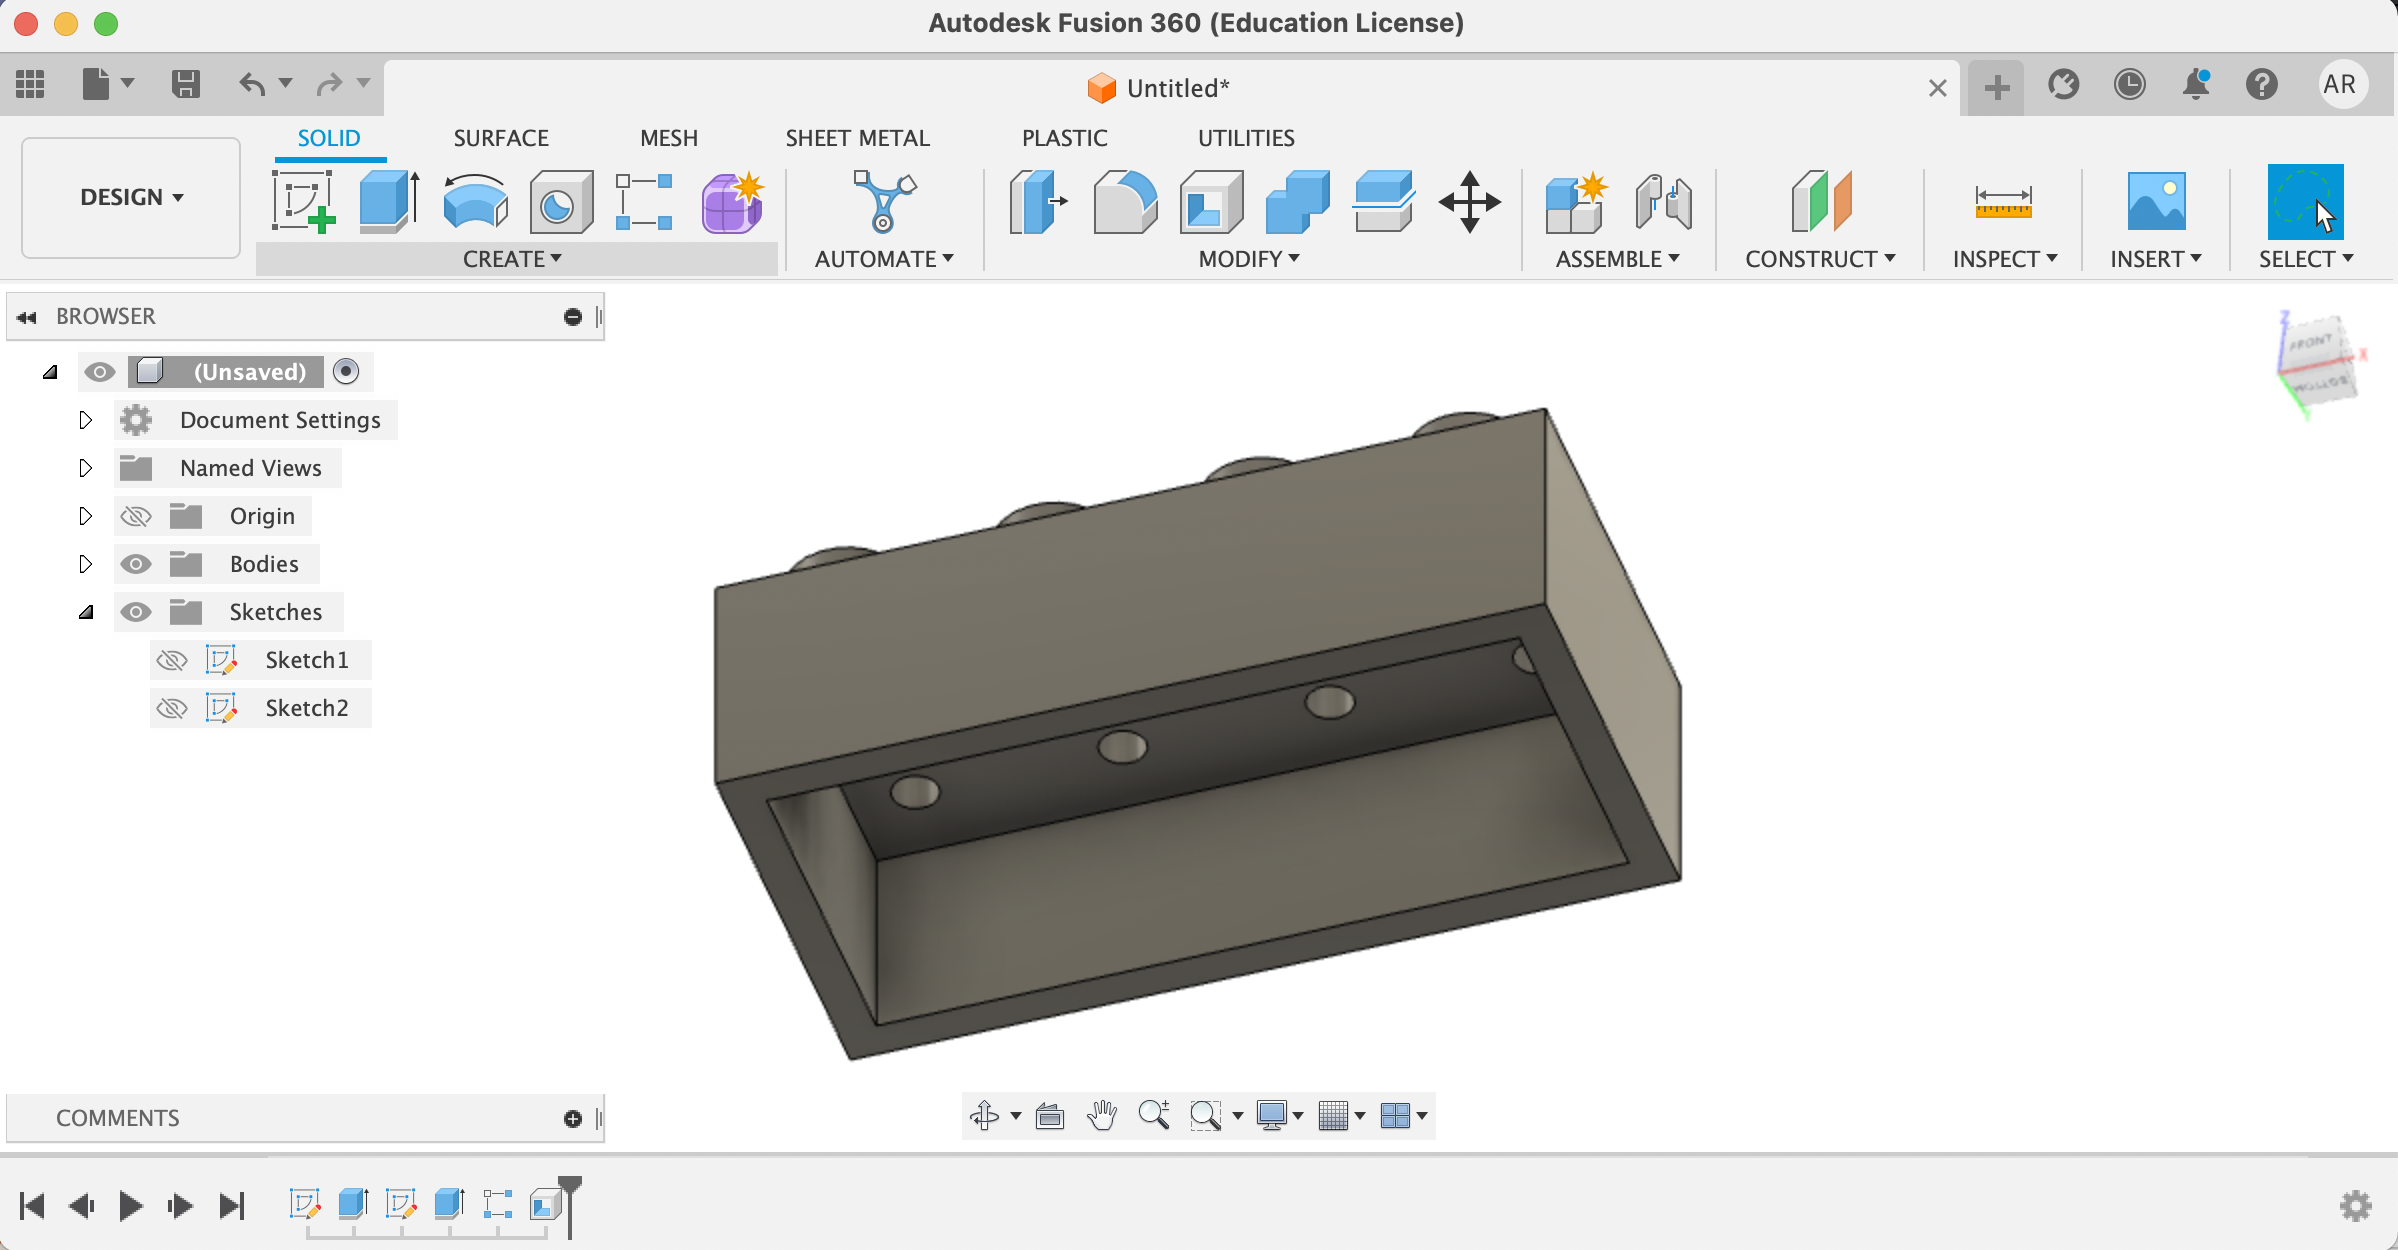 Autodesk Fusion 360 (Education License)
Untitled*
AR
SOLID SURFACE MESH SHEET METAL PLASTIC UTILITIES
DESIGN
CREATE AUTOMATE MODIFY ASSEMBLE CONSTRUCT INSPECT INSERT SELECT
BROWSER
(Unsaved)
Document Settings
Named Views
Origin
Bodies
Sketches
Sketch1
Sketch2
Z
FRONT
X
BOTTOM
Y
COMMENTS